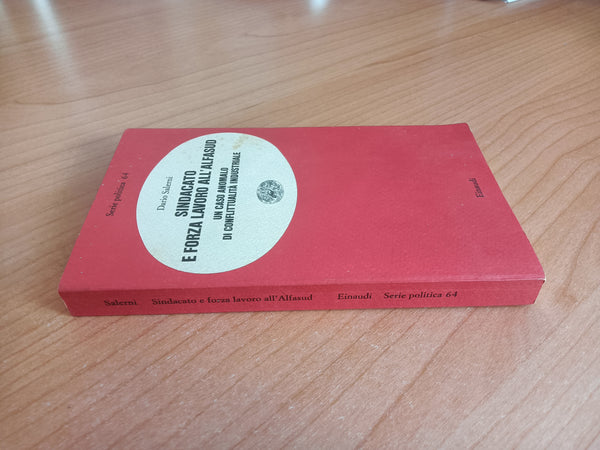 Serie politica 64
Dario Salerni
SINDACATO
E FORZA LAVORO ALL'ALFASUD
UN CASO ANOMALO
DI CONFLITTUALITÀ INDUSTRIALE
Einaudi
Salerni Sindacato e forza lavoro all'Alfasud Einaudi Serie politica 64